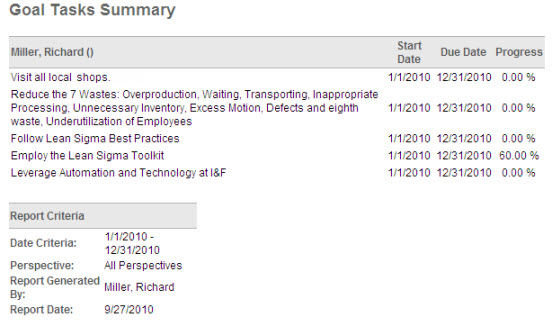 Goal Tasks Summary
Miller, Richard () Start Date Due Date Progress
Visit all local shops. 1/1/2010 12/31/2010 0.00 %
Reduce the 7 Wastes: Overproduction, Waiting, Transporting, Inappropriate
Processing, Unnecessary Inventory, Excess Motion, Defects and eighth 1/1/2010 12/31/2010 0.00 %
waste, Underutilization of Employees
Follow Lean Sigma Best Practices 1/1/2010 12/31/2010 0.00 %
Employ the Lean Sigma Toolkit 1/1/2010 12/31/2010 60.00 %
Leverage Automation and Technology at I&F 1/1/2010 12/31/2010 0.00 %
Report Criteria
Date Criteria: 1/1/2010 -
12/31/2010
Perspective: All Perspectives
Report Generated
By: Miller, Richard
Report Date: 9/27/2010